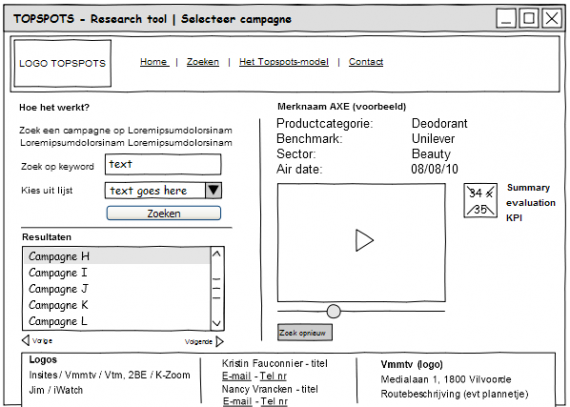 TOPSPOTS - Research tool | Selecteer campagne
LOGO TOPSPOTS
Home | Zoeken | Het Topspots-model | Contact
Hoe het werkt?
Zoek een campagne op Loremipsumdolorsinam
Loremipsumdolorsinam Loremipsumdolorsinam
Zoek op keyword text
Kies uit lijst text goes here
Zoeken
Resultaten
Campagne H
Campagne I
Campagne J
Campagne K
Campagne L
Vorige Volgende
Merknaam AXE (voorbeeld)
Productcategorie: Deodorant
Benchmark: Unilever
Sector: Beauty
Air date: 08/08/10
34
35
Summary
evaluation
KPI
Zoek opnieuw
Logos
Insites / Vmmtv / Vtm, 2BE / K-Zoom
Jim / iWatch
Kristin Fauconnier - titel
E-mail - Tel nr
Nancy Vrancken - titel
E-mail - Tel nr
Vmmtv (logo)
Medialaan 1, 1800 Vilvoorde
Routebeschrijving (evt plannetje)